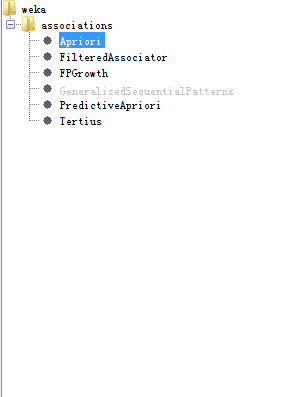 weka
associations
Apriori
FilteredAssociator
FPGrowth
GeneralizedSequentialPatterns
PredictiveApriori
Tertius